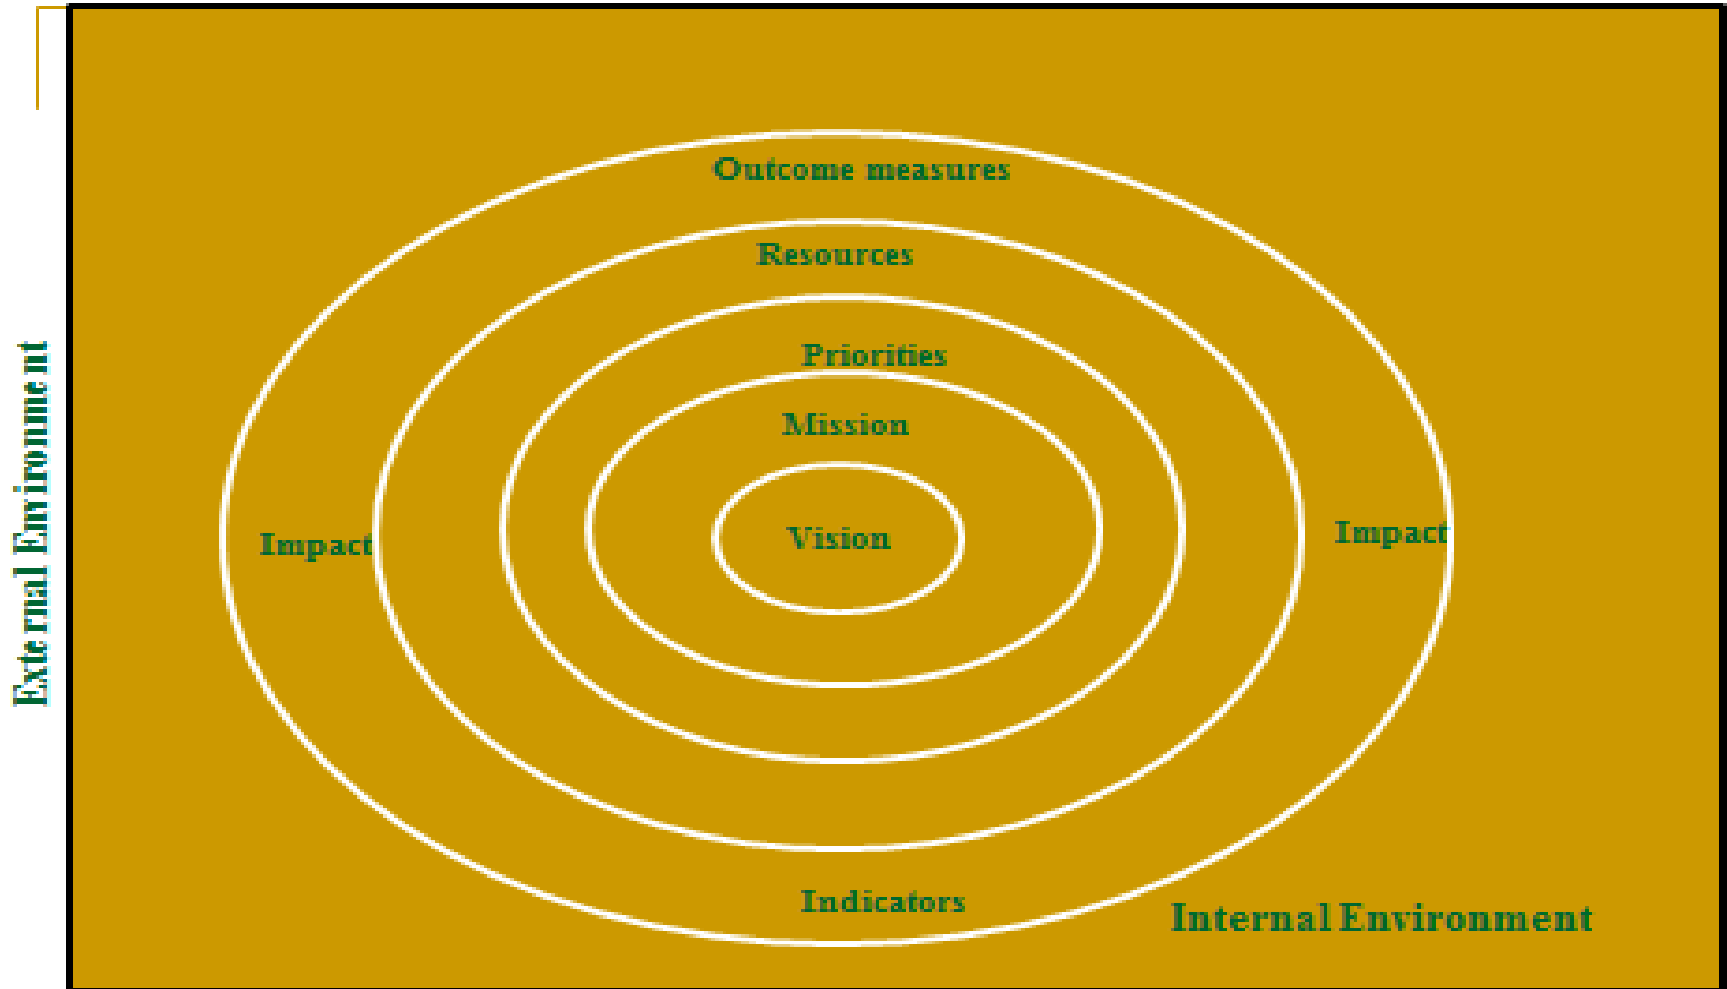 Outcome measures
Resources
Priorities
Mission
Vision
Impact
Impact
Indicators
Internal Environment
External Environment